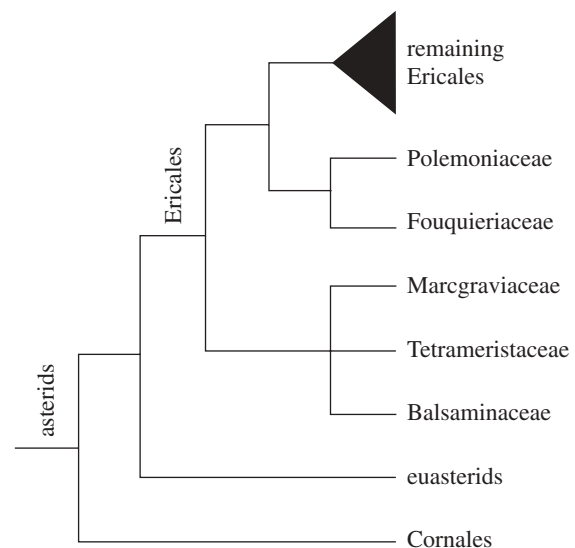 remaining
Ericales
Polemoniaceae
Ericales
Fouquieriaceae
Marcgraviaceae
Tetrameristaceae
asterids
Balsaminaceae
euasterids
Cornales